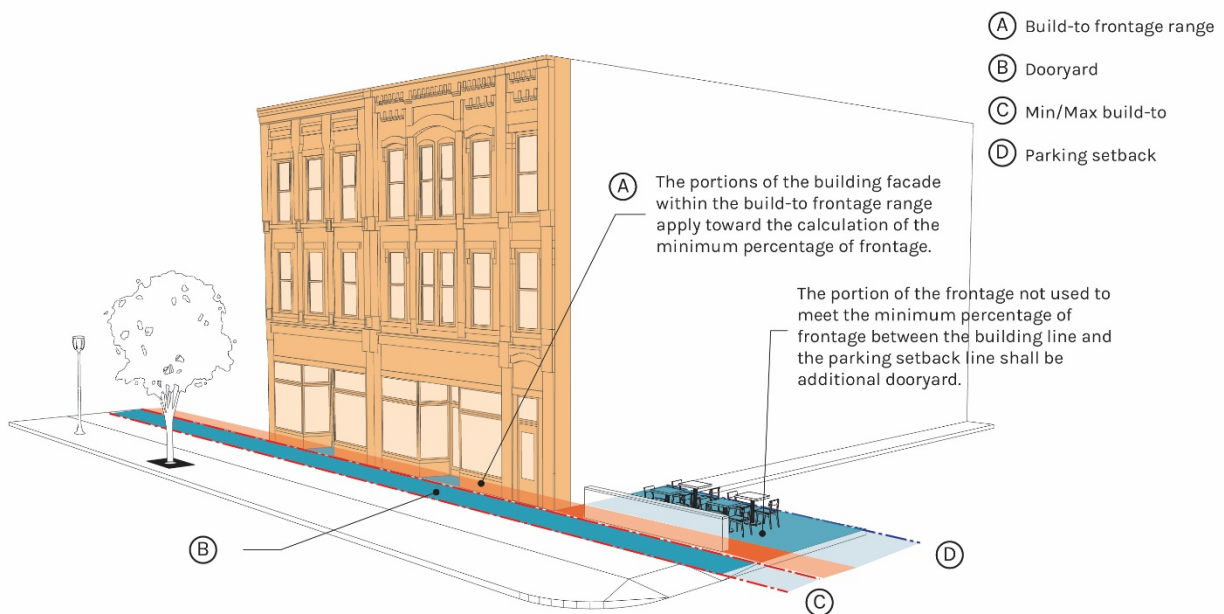 A Build-to frontage range
B Dooryard
C Min/Max build-to
D Parking setback
A The portions of the building facade
within the build-to frontage range
apply toward the calculation of the
minimum percentage of frontage.
The portion of the frontage not used to
meet the minimum percentage of
frontage between the building line and
the parking setback line shall be
additional dooryard.
B
D
C